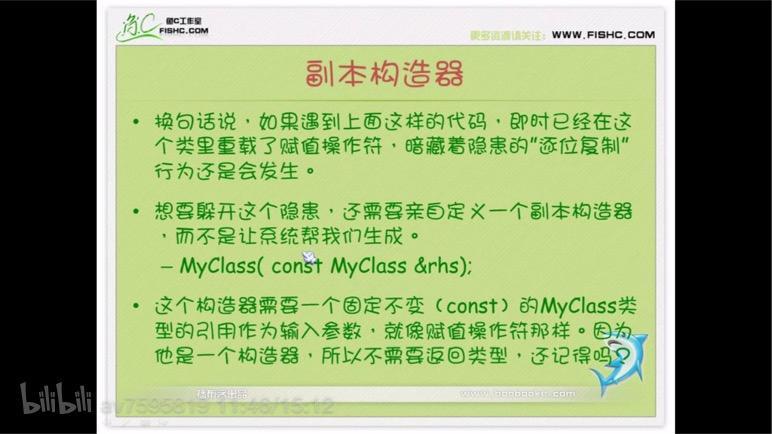 鱼C工作室
FISHC.COM
更多资源请关注：WWW.FISHC.COM
副本构造器
• 换句话说，如果遇到上面这样的代码，即时已经在这
个类里重载了赋值操作符，暗藏着隐患的"逐位复制"
行为还是会发生。
• 想要躲开这个隐患，还需要亲自定义一个副本构造器
，而不是让系统帮我们生成。
– MyClass( const MyClass &rhs);
• 这个构造器需要一个固定不变（const）的MyClass类
型的引用作为输入参数，就像赋值操作符那样。因为
他是一个构造器，所以不需要返回类型，还记得吗？
bilibili av7595819 11:46/15:12